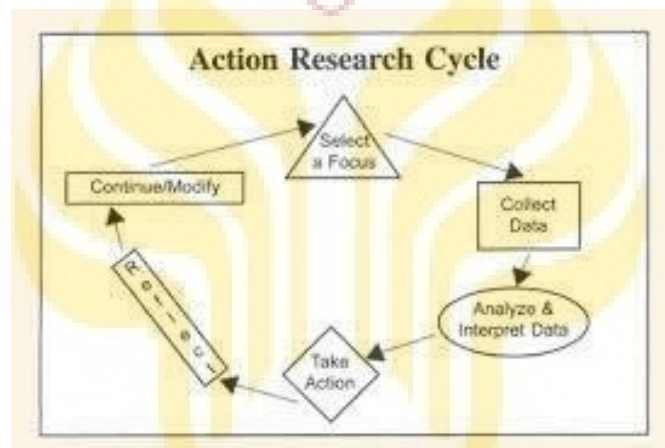 Action Research Cycle
Select
a Focus
Collect
Data
Analyze &
Interpret Data
Take
Action
Reflect
Continue/Modify